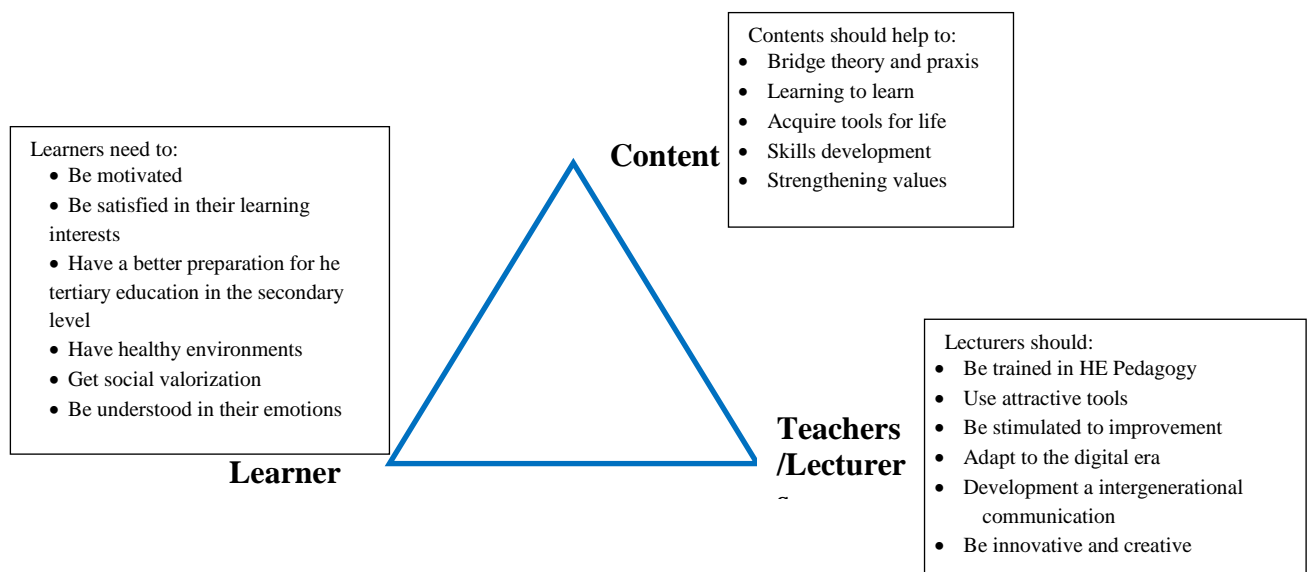 Contents should help to:
• Bridge theory and praxis
• Learning to learn
• Acquire tools for life
• Skills development
• Strengthening values
Content
Learners need to:
• Be motivated
• Be satisfied in their learning
interests
• Have a better preparation for he
tertiary education in the secondary
level
• Have healthy environments
• Get social valorization
• Be understood in their emotions
Learner
Teachers
/Lecturer
s
Lecturers should:
• Be trained in HE Pedagogy
• Use attractive tools
• Be stimulated to improvement
• Adapt to the digital era
• Development a intergenerational
communication
• Be innovative and creative